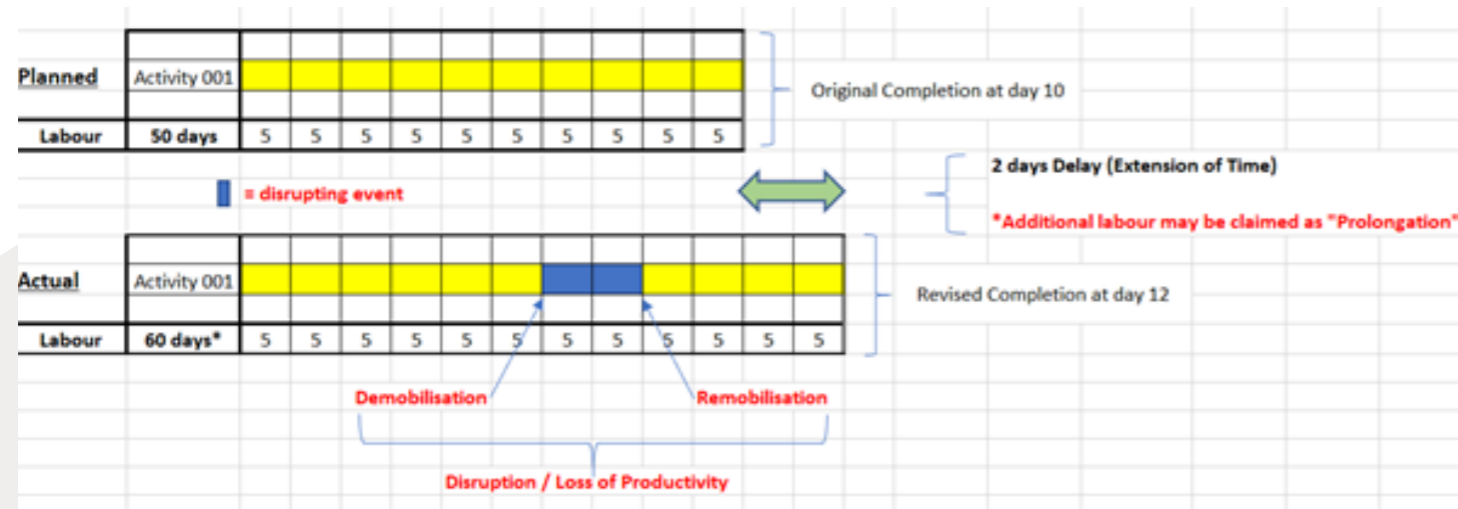 Planned
Activity 001
Original Completion at day 10
Labour 50 days 5 5 5 5 5 5 5 5 5 5
= disrupting event
2 days Delay (Extension of Time)
*Additional labour may be claimed as "Prolongation"
Actual
Activity 001
Revised Completion at day 12
Labour 60 days* 5 5 5 5 5 5 5 5 5 5 5 5
Demobilisation
Remobilisation
Disruption / Loss of Productivity